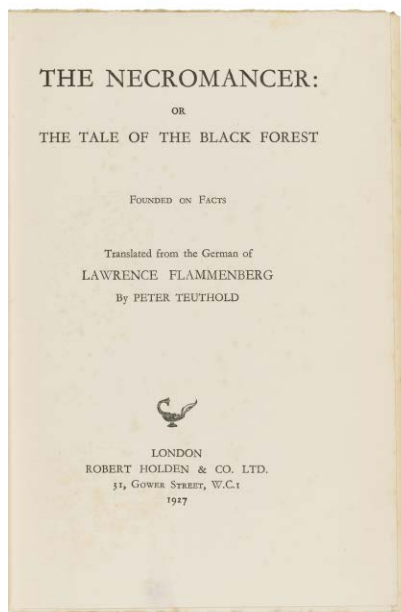 THE NECROMANCER:
OR
THE TALE OF THE BLACK FOREST
FOUNDED ON FACTS
Translated from the German of
LAWRENCE FLAMMENBERG
By PETER TEUTHOLD
LONDON
ROBERT HOLDEN & CO. LTD.
31, GOWER STREET, W.C.1
1927